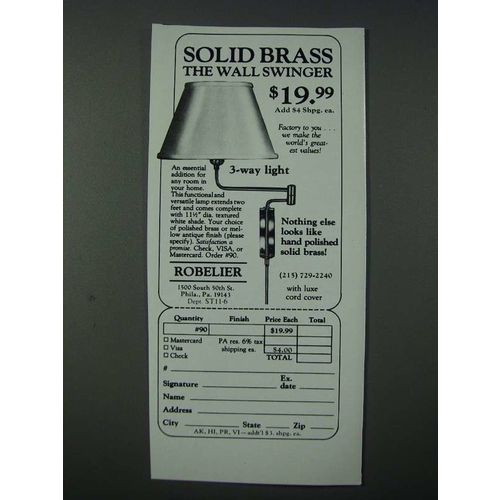 SOLID BRASS
THE WALL SWINGER
$19.99
Add $4 Shpg. ea.
Factory to you . . .
we make the
world's great-
est values!
3-way light
An essential
addition for
any room in
your home.
This functional and
versatile lamp extends two
feet and comes complete
with 11½" dia. textured
white shade. Your choice
of polished brass or mel-
low antique finish (please
specify). Satisfaction a
promise. Check, VISA, or
Mastercard. Order #90.
Nothing else
looks like
hand polished
solid brass!
ROBELIER
1500 South 50th St.
Phila., Pa. 19143
Dept. ST11-6
(215) 729-2240
with luxe
cord cover
Quantity Finish Price Each Total
#90 $19.99
□ Mastercard PA res. 6% tax
□ Visa shipping ea. $4.00
□ Check TOTAL
#
Signature Ex. date
Name
Address
City State Zip
AK, HI, PR, VI—addt'l $3. shpg. ea.